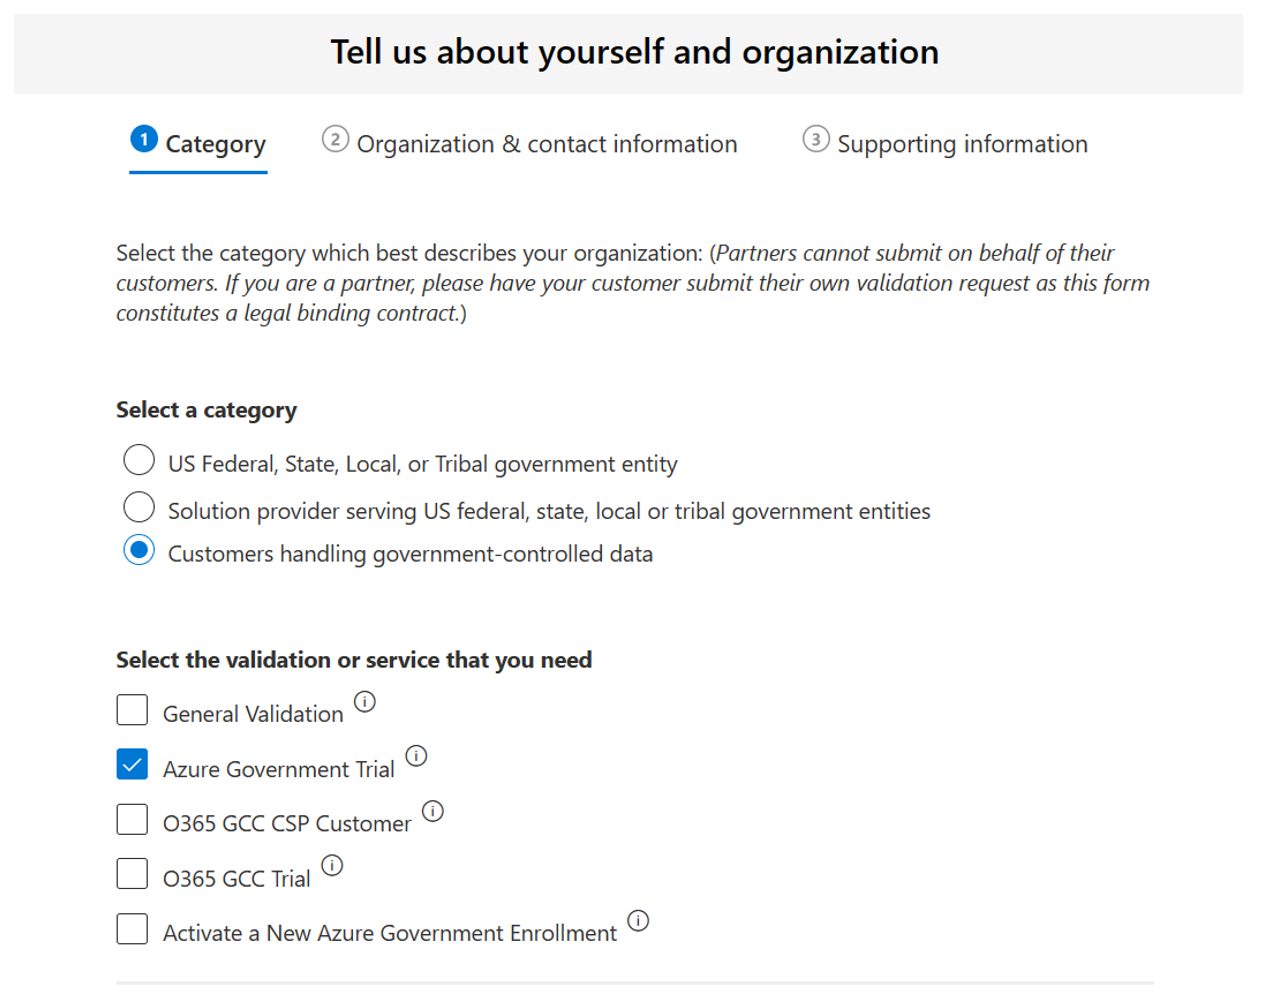 Tell us about yourself and organization
1 Category
2 Organization & contact information
3 Supporting information
Select the category which best describes your organization: (Partners cannot submit on behalf of their
customers. If you are a partner, please have your customer submit their own validation request as this form
constitutes a legal binding contract.)
Select a category
US Federal, State, Local, or Tribal government entity
Solution provider serving US federal, state, local or tribal government entities
Customers handling government-controlled data
Select the validation or service that you need
General Validation
Azure Government Trial
O365 GCC CSP Customer
O365 GCC Trial
Activate a New Azure Government Enrollment